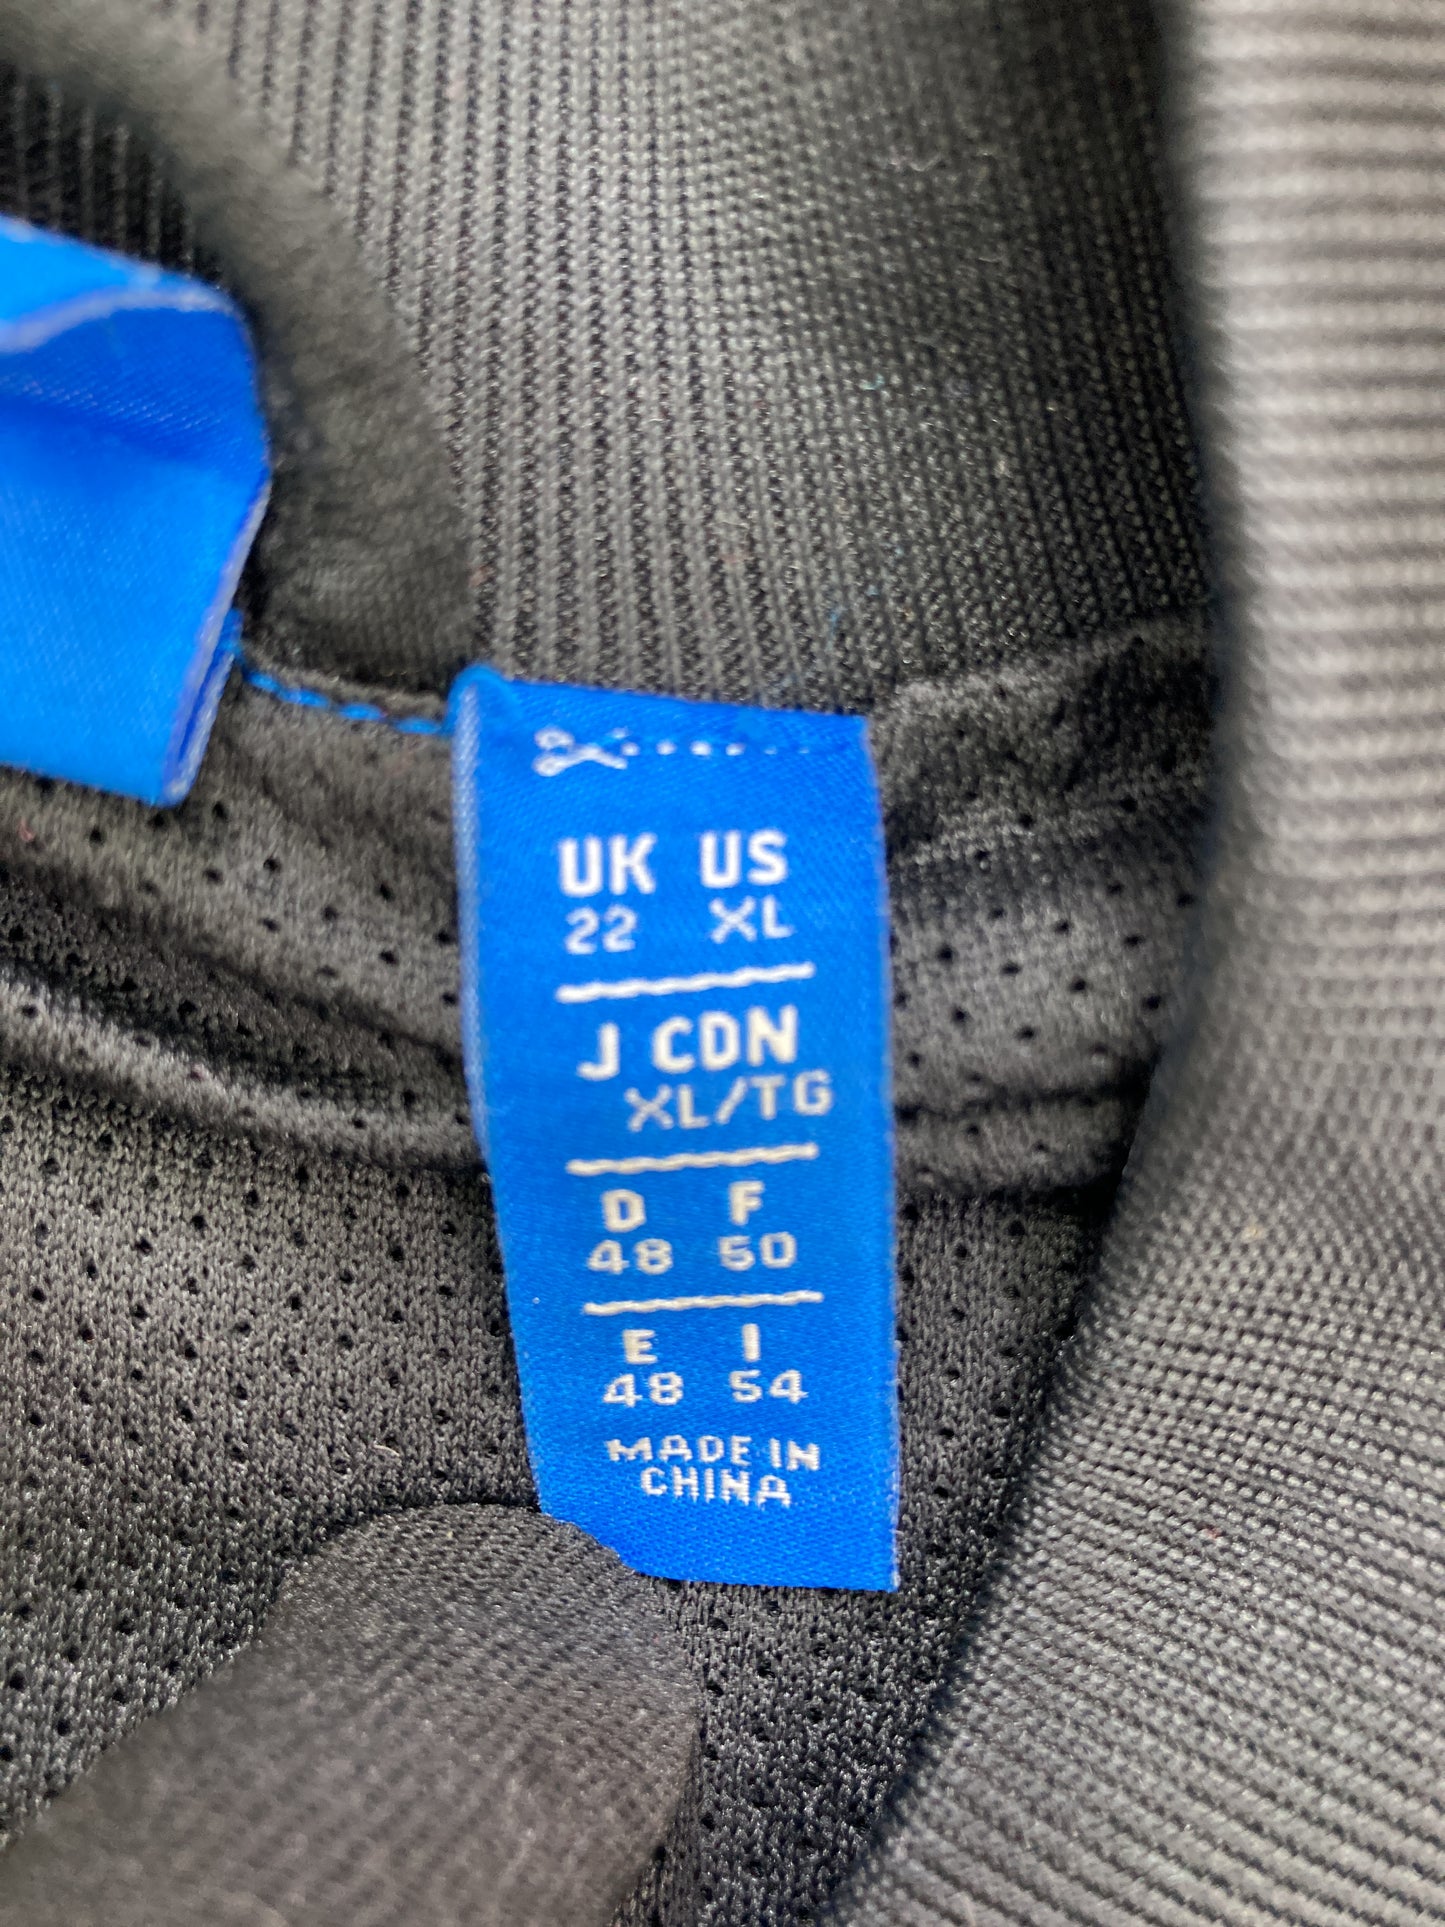 UK US
22 XL
J CDN
XL/TG
D F
48 50
E I
48 54
MADE IN
CHINA